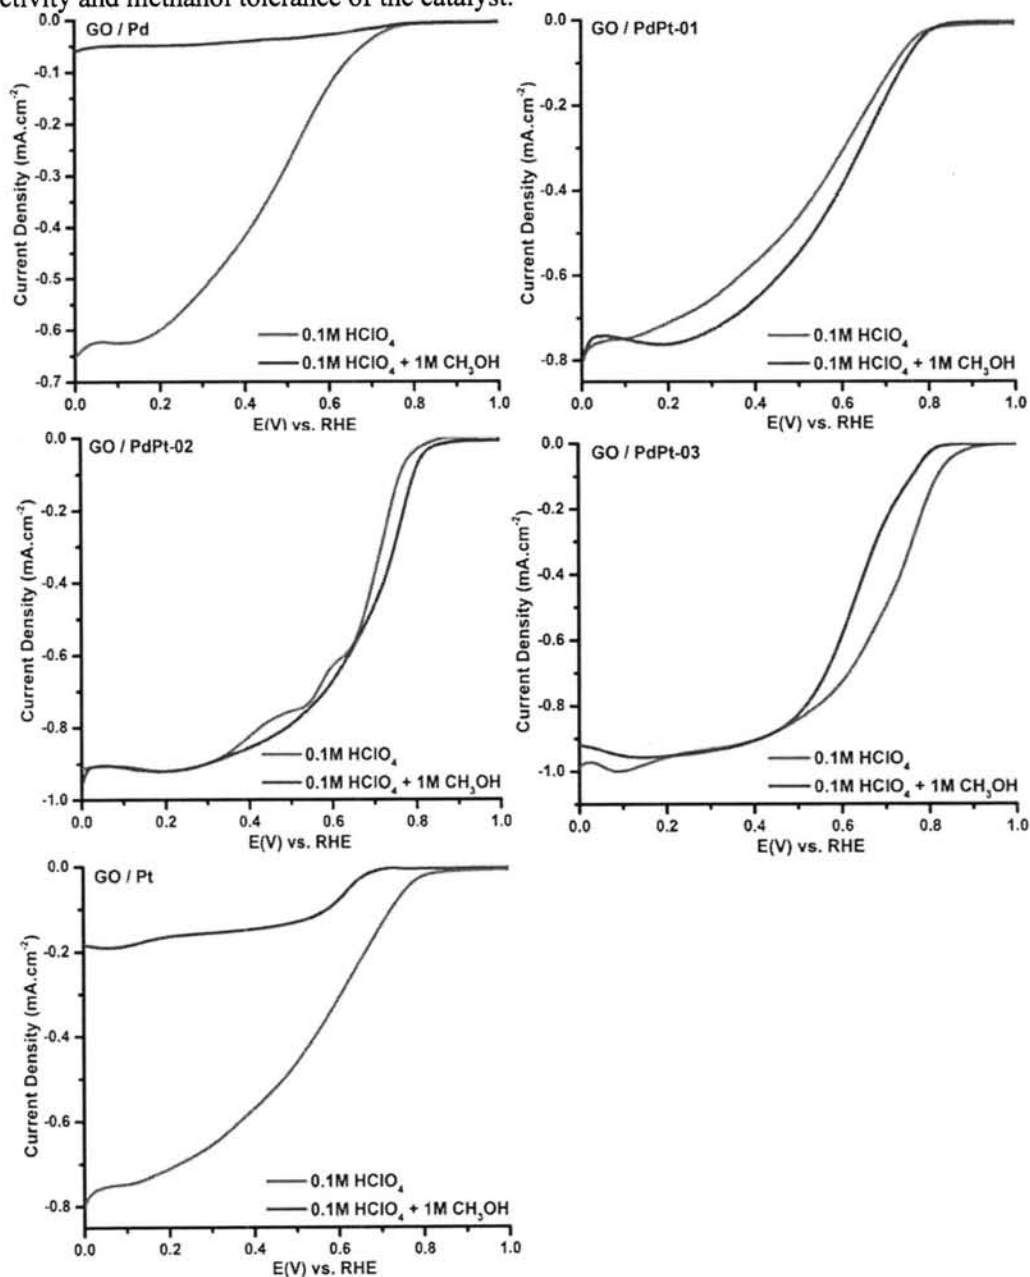 ctivity and methanol tolerance of the catalyst.
GO / Pd
0.0
-0.1
-0.2
-0.3
-0.4
-0.5
-0.6
-0.7
Current Density (mA.cm⁻²)
0.1M HClO₄
0.1M HClO₄ + 1M CH₃OH
0.0 0.2 0.4 0.6 0.8 1.0
E(V) vs. RHE
GO / PdPt-01
0.0
-0.2
-0.4
-0.6
-0.8
Current Density (mA.cm⁻²)
0.1M HClO₄
0.1M HClO₄ + 1M CH₃OH
0.0 0.2 0.4 0.6 0.8 1.0
E(V) vs. RHE
GO / PdPt-02
0.0
-0.2
-0.4
-0.6
-0.8
-1.0
Current Density (mA.cm⁻²)
0.1M HClO₄
0.1M HClO₄ + 1M CH₃OH
0.0 0.2 0.4 0.6 0.8 1.0
E(V) vs. RHE
GO / PdPt-03
0.0
-0.2
-0.4
-0.6
-0.8
-1.0
Current Density (mA.cm⁻²)
0.1M HClO₄
0.1M HClO₄ + 1M CH₃OH
0.0 0.2 0.4 0.6 0.8 1.0
E(V) vs. RHE
GO / Pt
0.0
-0.2
-0.4
-0.6
-0.8
Current Density (mA.cm⁻²)
0.1M HClO₄
0.1M HClO₄ + 1M CH₃OH
0.0 0.2 0.4 0.6 0.8 1.0
E(V) vs. RHE